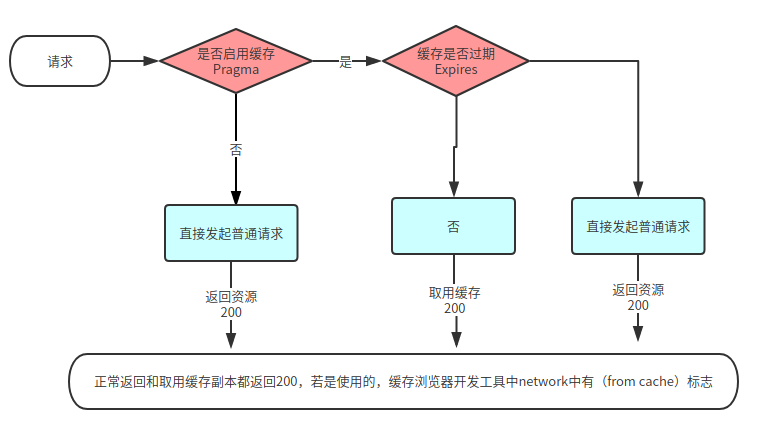 请求
是否启用缓存
Pragma
是
缓存是否过期
Expires
否
直接发起普通请求
否
直接发起普通请求
返回资源
200
取用缓存
200
返回资源
200
正常返回和取用缓存副本都返回200，若是使用的，缓存浏览器开发工具中network中有（from cache）标志